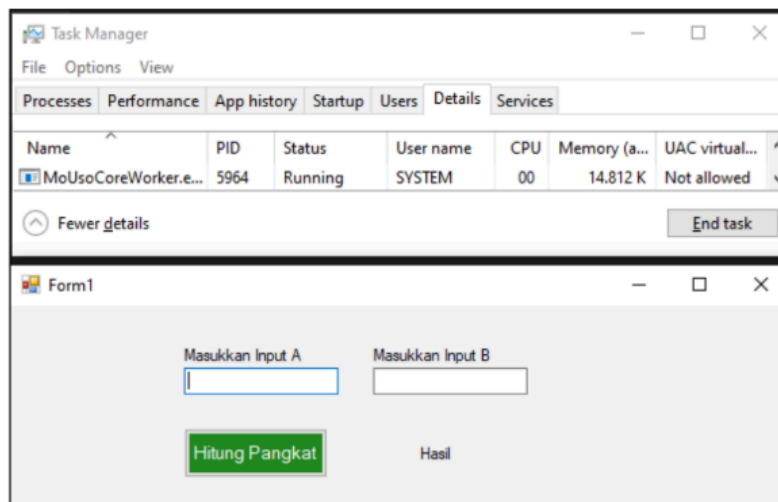 Task Manager
File Options View
Processes Performance App history Startup Users Details Services
Name PID Status User name CPU Memory (a... UAC virtual...
MoUsoCoreWorker.e... 5964 Running SYSTEM 00 14.812 K Not allowed
Fewer details End task
Form1
Masukkan Input A Masukkan Input B
Hitung Pangkat Hasil